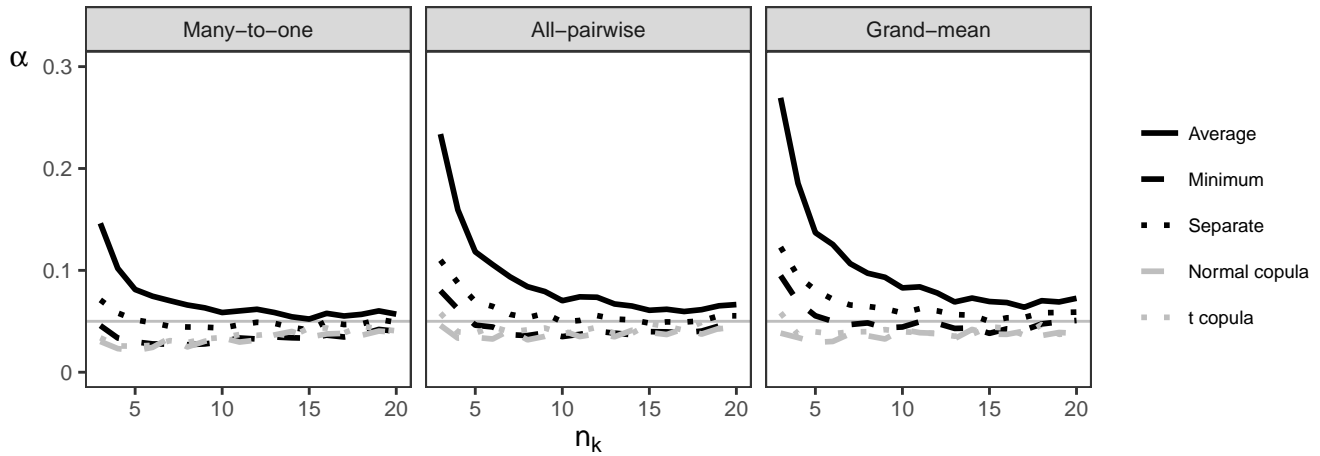 Many−to−one
All−pairwise
Grand−mean
α
0.3
0.2
0.1
0
5 10 15 20
5 10 15 20
5 10 15 20
nk
Average
Minimum
Separate
Normal copula
t copula